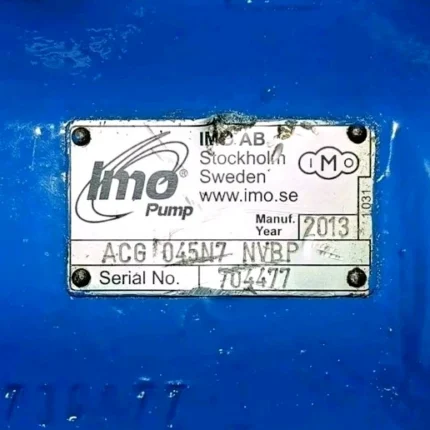 IMO AB
Stockholm
Sweden
www.imo.se
IMO
Imo®
Pump
1031
Manuf. Year 2013
ACG 045N7 NVBP
Serial No. 704477